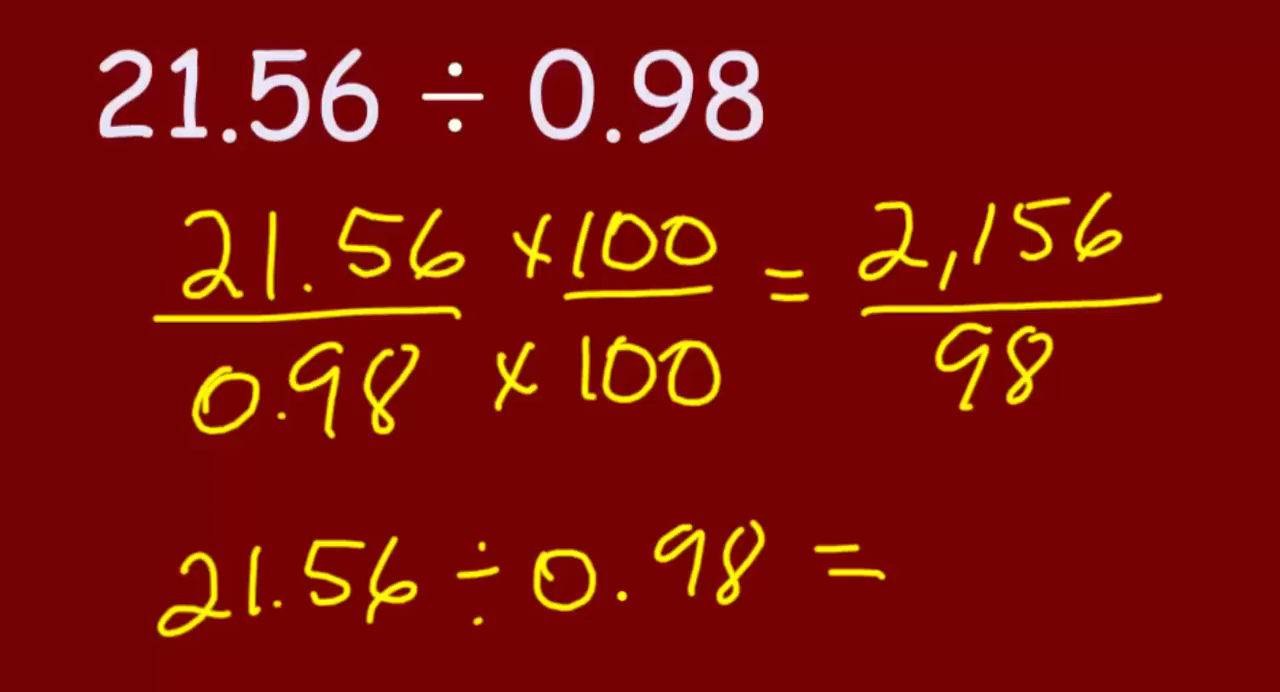 21.56 ÷ 0.98
21.56 × 100 = 2,156
0.98 × 100 98
21.56 ÷ 0.98 =